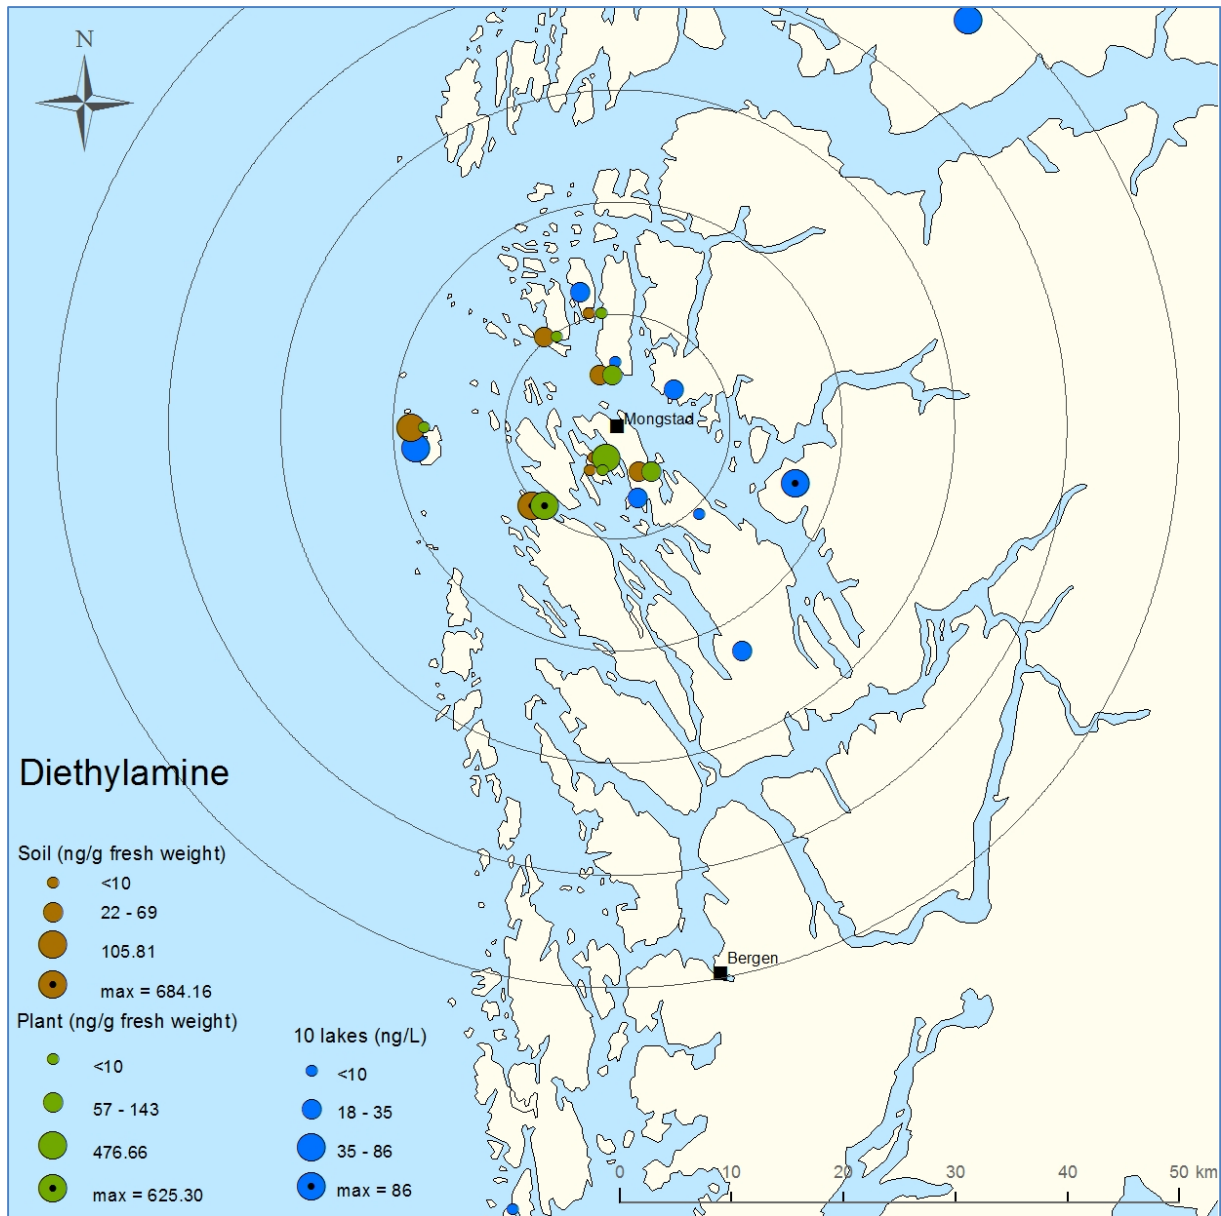 N
Mongstad
Diethylamine
Soil (ng/g fresh weight)
<10
22 - 69
105.81
max = 684.16
Plant (ng/g fresh weight)
<10
57 - 143
476.66
max = 625.30
10 lakes (ng/L)
<10
18 - 35
35 - 86
max = 86
Bergen
0 10 20 30 40 50 km